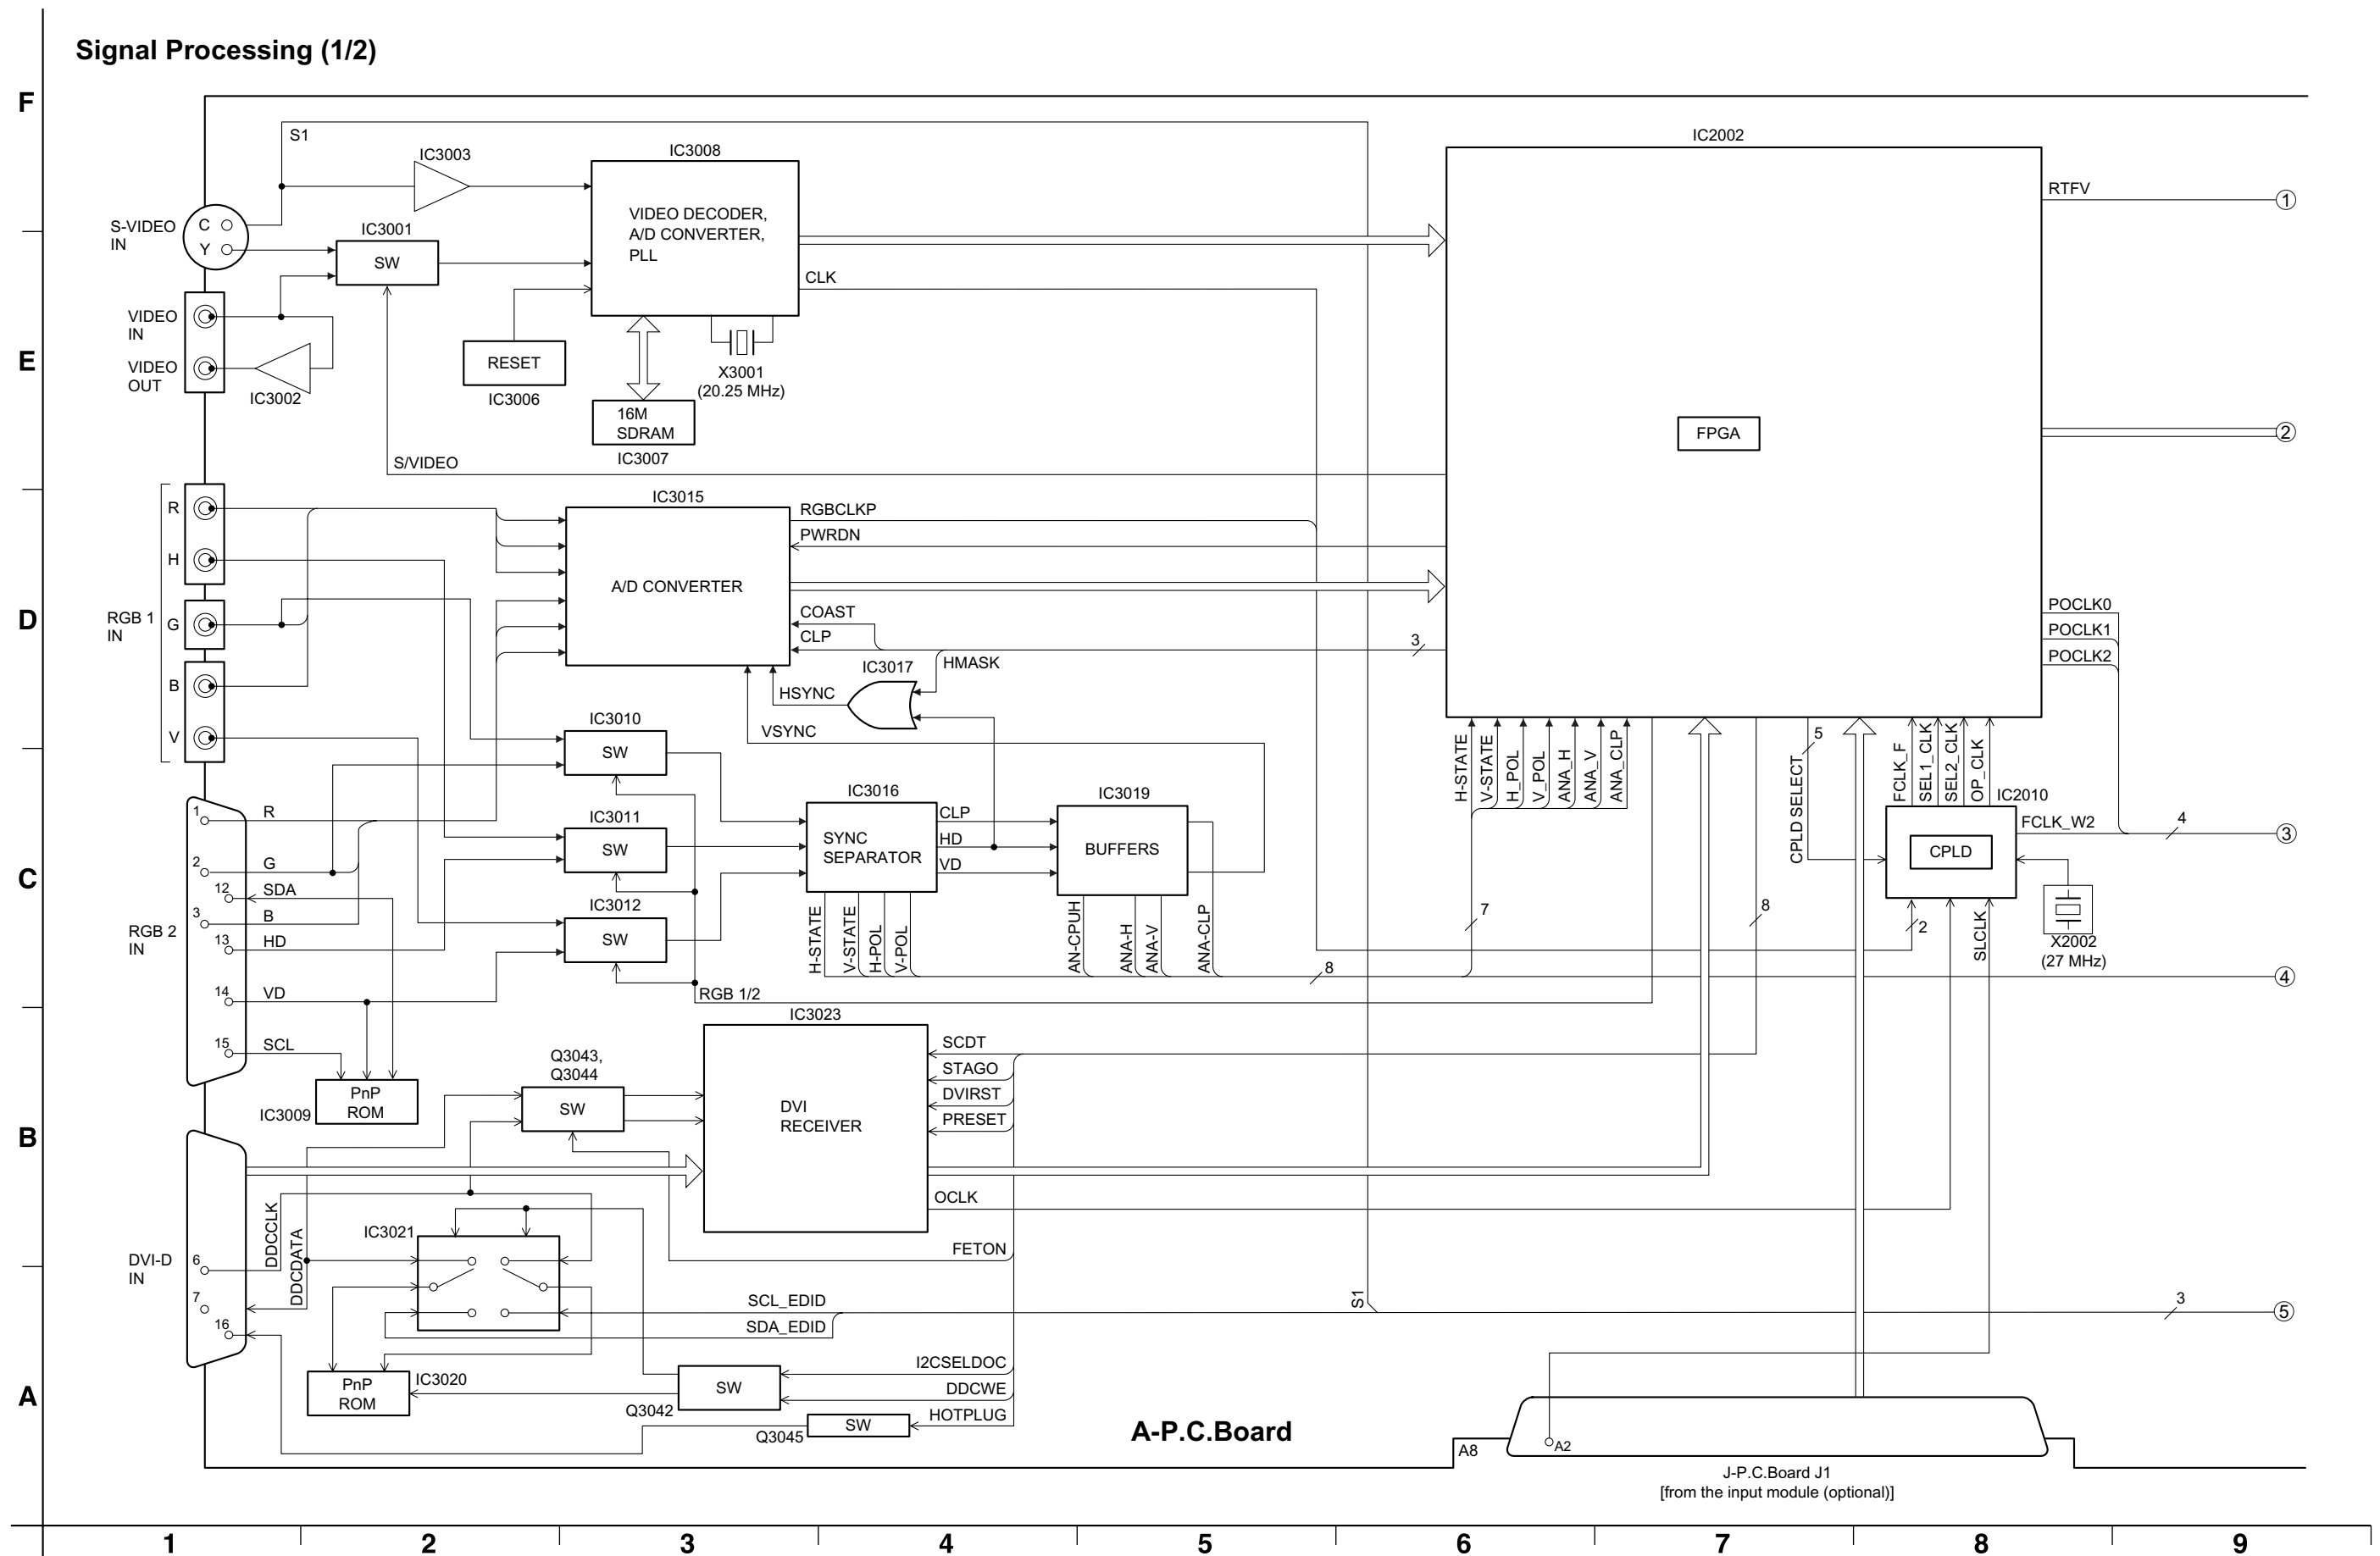 Signal Processing (1/2)
F
E
D
C
B
A
S1
IC3003
IC3008
VIDEO DECODER,
A/D CONVERTER,
PLL
IC2002
FPGA
RTFV
1
S-VIDEO
IN
C
Y
IC3001
SW
CLK
VIDEO
IN
VIDEO
OUT
IC3002
RESET
IC3006
X3001
(20.25 MHz)
16M
SDRAM
IC3007
S/VIDEO
2
RGB 1
IN
R
H
G
B
V
IC3015
A/D CONVERTER
RGBCLKP
PWRDN
COAST
CLP
3
IC3017
HMASK
HSYNC
VSYNC
POCLK0
POCLK1
POCLK2
IC3010
SW
IC3011
SW
IC3012
SW
IC3016
SYNC
SEPARATOR
CLP
HD
VD
IC3019
BUFFERS
H-STATE
V-STATE
H-POL
V-POL
AN-CPUH
ANA-H
ANA-V
ANA-CLP
H-STATE
V-STATE
H_POL
V_POL
ANA_H
ANA_V
ANA_CLP
7
8
8
CPLD SELECT
5
FCLK_F
SEL1_CLK
SEL2_CLK
OP_CLK
IC2010
CPLD
FCLK_W2
4
3
2
SLCLK
X2002
(27 MHz)
4
RGB 2
IN
1
R
2
G
12
SDA
3
B
13
HD
14
VD
15
SCL
RGB 1/2
PnP
ROM
IC3009
Q3043,
Q3044
SW
IC3023
DVI
RECEIVER
SCDT
STAGO
DVIRST
PRESET
OCLK
FETON
DVI-D
IN
6
7
16
DDCCLK
DDCDATA
IC3021
SCL_EDID
SDA_EDID
S1
3
5
PnP
ROM
IC3020
I2CSELDOC
DDCWE
HOTPLUG
SW
Q3042
SW
Q3045
A-P.C.Board
A8
A2
J-P.C.Board J1
[from the input module (optional)]
1
2
3
4
5
6
7
8
9